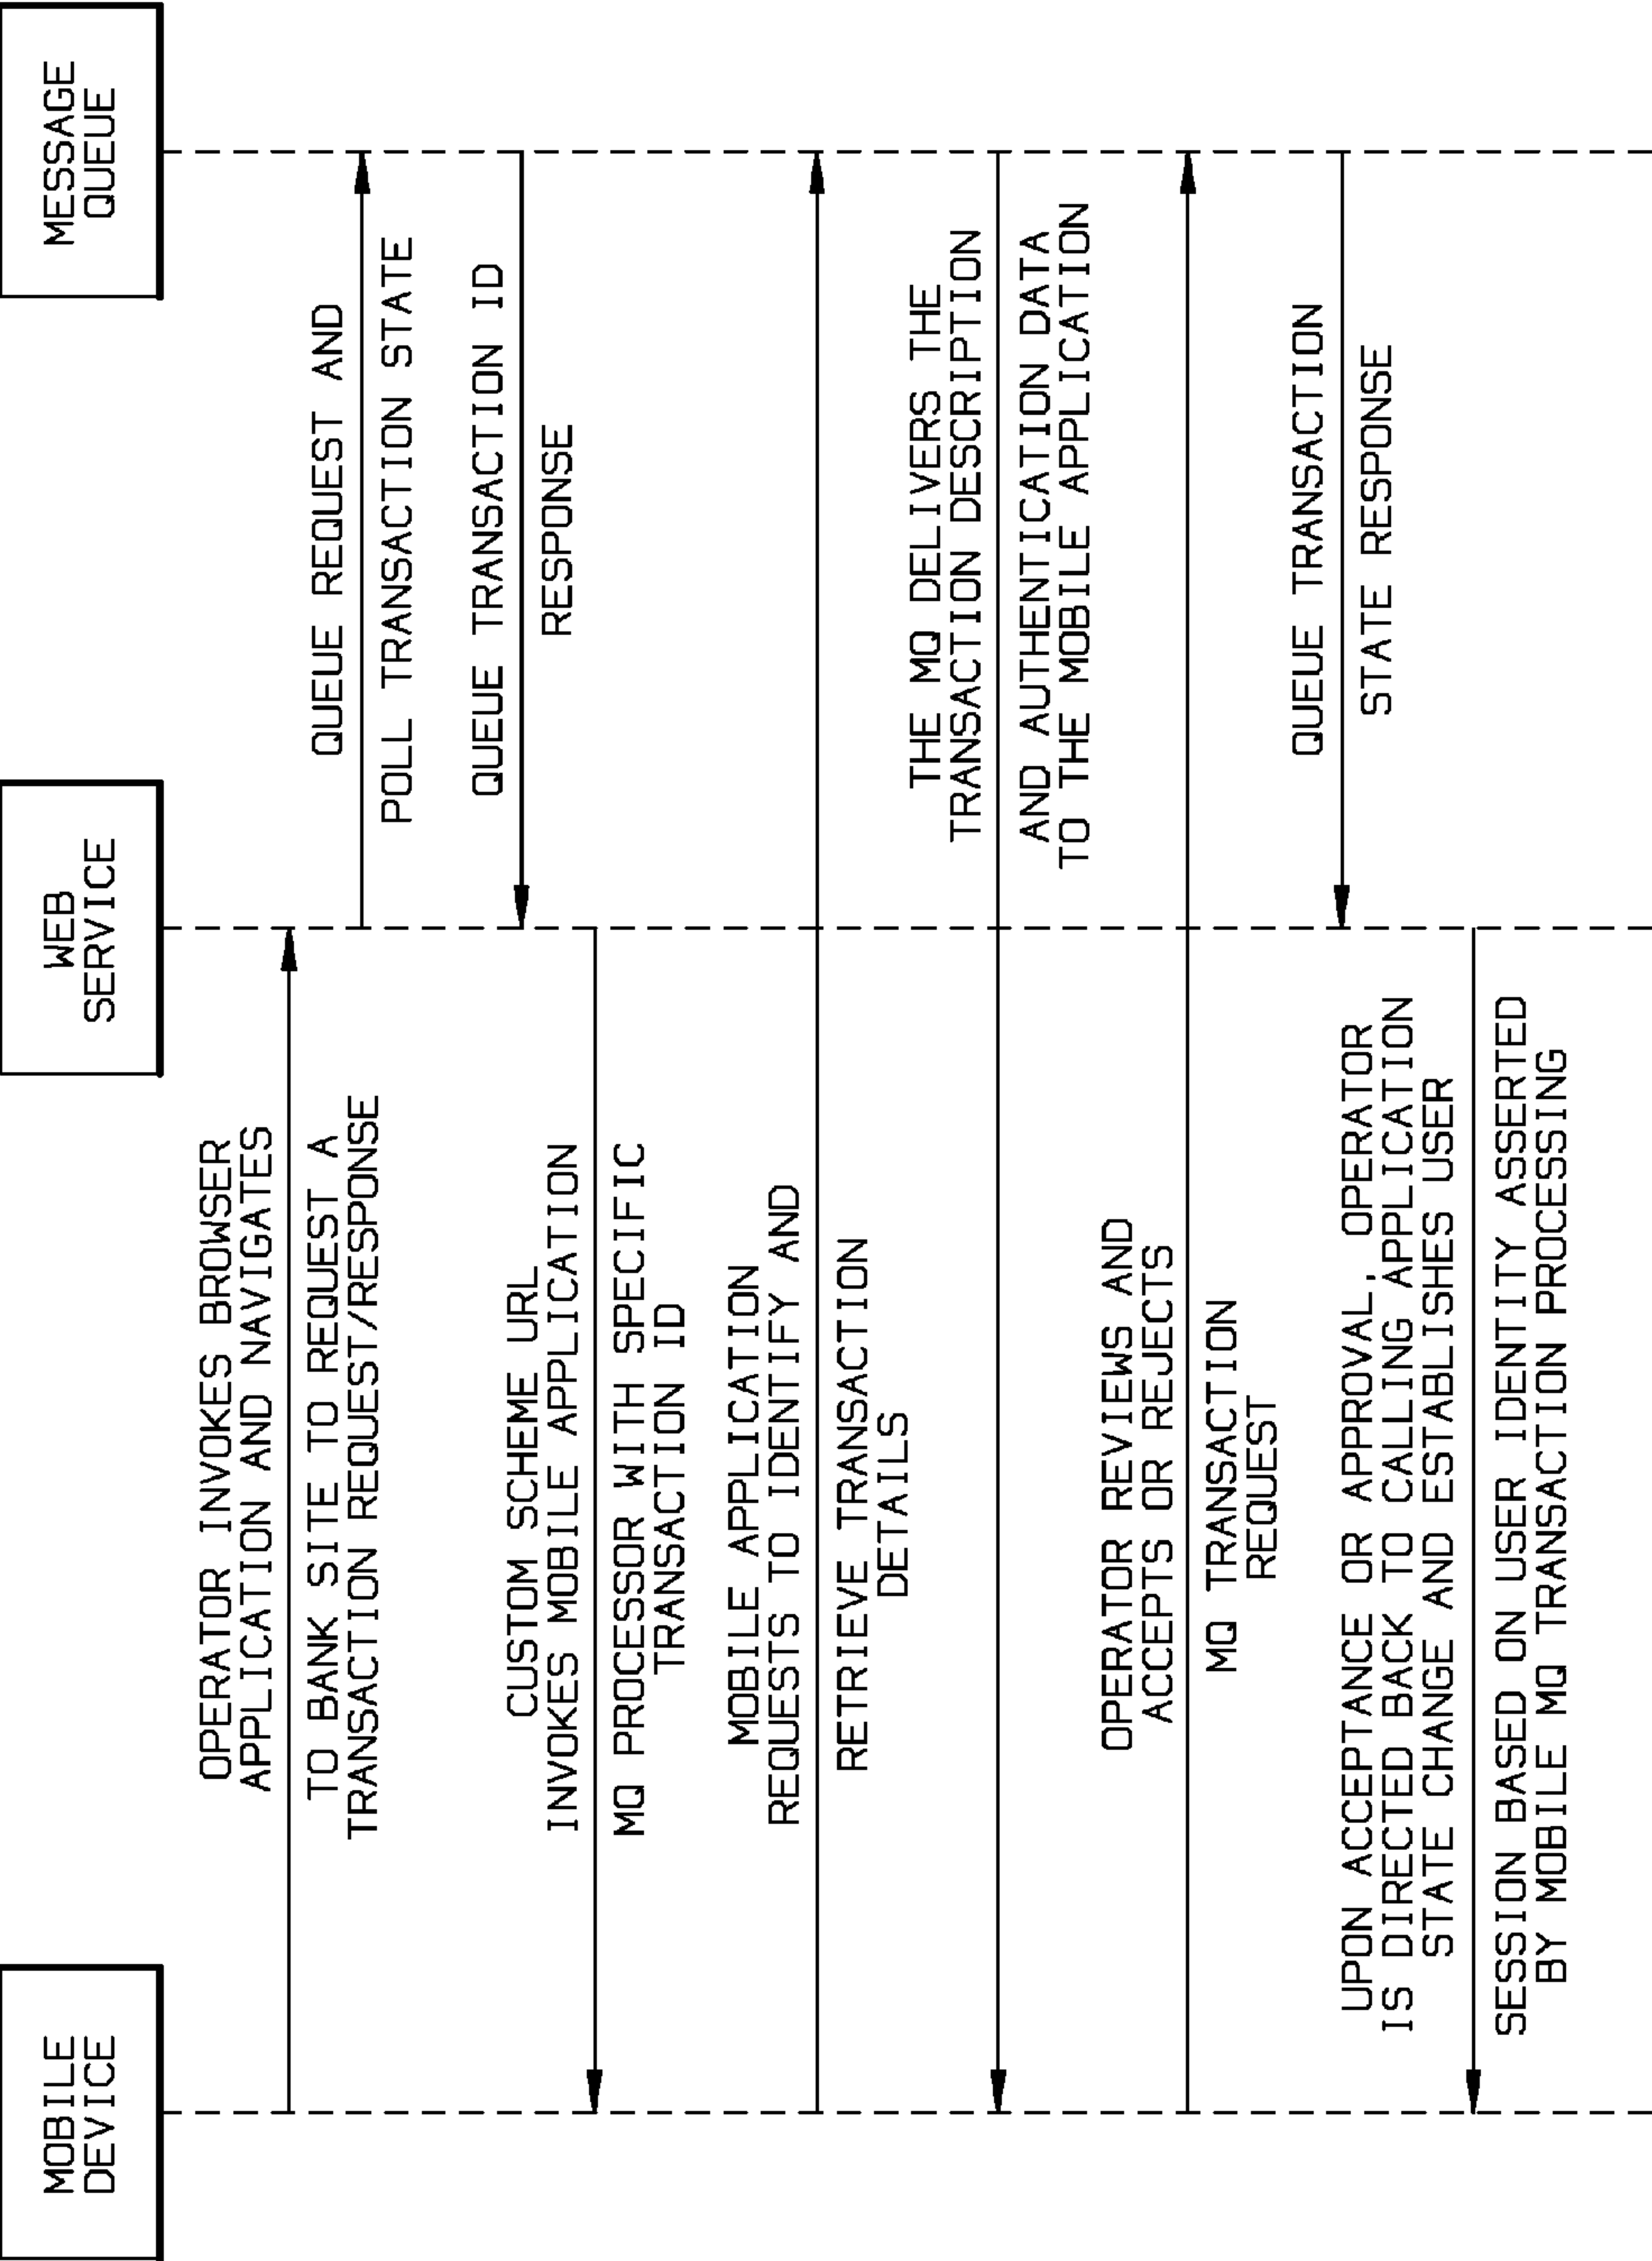 MOBILE
DEVICE
WEB
SERVICE
MESSAGE
QUEUE
OPERATOR INVOKES BROWSER
APPLICATION AND NAVIGATES
TO BANK SITE TO REQUEST A
TRANSACTION REQUEST/RESPONSE
QUEUE REQUEST AND
POLL TRANSACTION STATE
QUEUE TRANSACTION ID
RESPONSE
CUSTOM SCHEME URL
INVOKES MOBILE APPLICATION
MQ PROCESSOR WITH SPECIFIC
TRANSACTION ID
MOBILE APPLICATION
REQUESTS TO IDENTIFY AND
RETRIEVE TRANSACTION
DETAILS
THE MQ DELIVERS THE
TRANSACTION DESCRIPTION
AND AUTHENTICATION DATA
TO THE MOBILE APPLICATION
OPERATOR REVIEWS AND
ACCEPTS OR REJECTS
MQ TRANSACTION
REQUEST
QUEUE TRANSACTION
STATE RESPONSE
UPON ACCEPTANCE OR APPROVAL, OPERATOR
IS DIRECTED BACK TO CALLING APPLICATION
STATE CHANGE AND ESTABLISHES USER
SESSION BASED ON USER IDENTITY ASSERTED
BY MOBILE MQ TRANSACTION PROCESSING